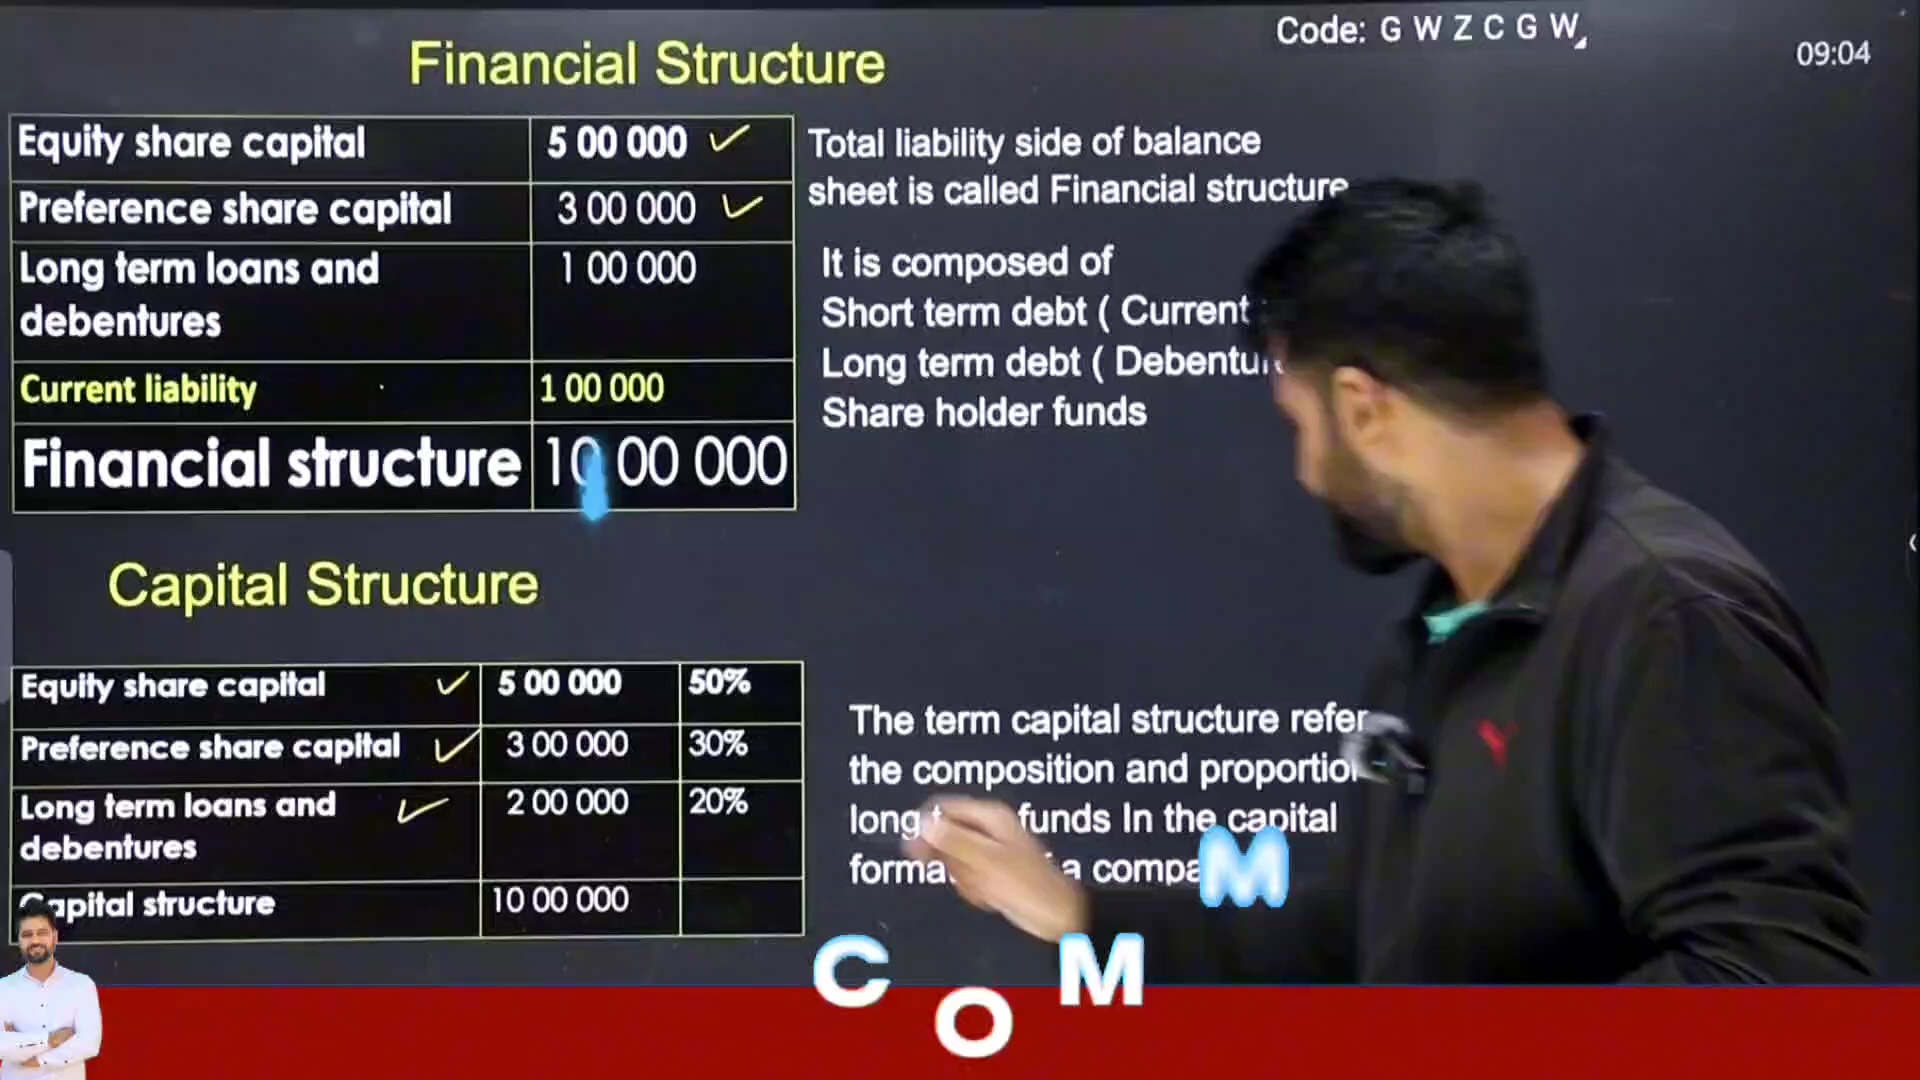 Code: G W Z C G W
09:04
Financial Structure
Equity share capital 5 00 000
Preference share capital 3 00 000
Long term loans and 1 00 000
debentures
Current liability 1 00 000
Financial structure 10 00 000
Total liability side of balance
sheet is called Financial structure
It is composed of
Short term debt ( Current
Long term debt (
Share holder funds
Capital Structure
Equity share capital 5 00 000 50%
Preference share capital 3 00 000 30%
Long term loans and 2 00 000 20%
debentures
Capital structure 10 00 000
The term capital structure refer
the composition and
long funds In the capital
a
M
C O M